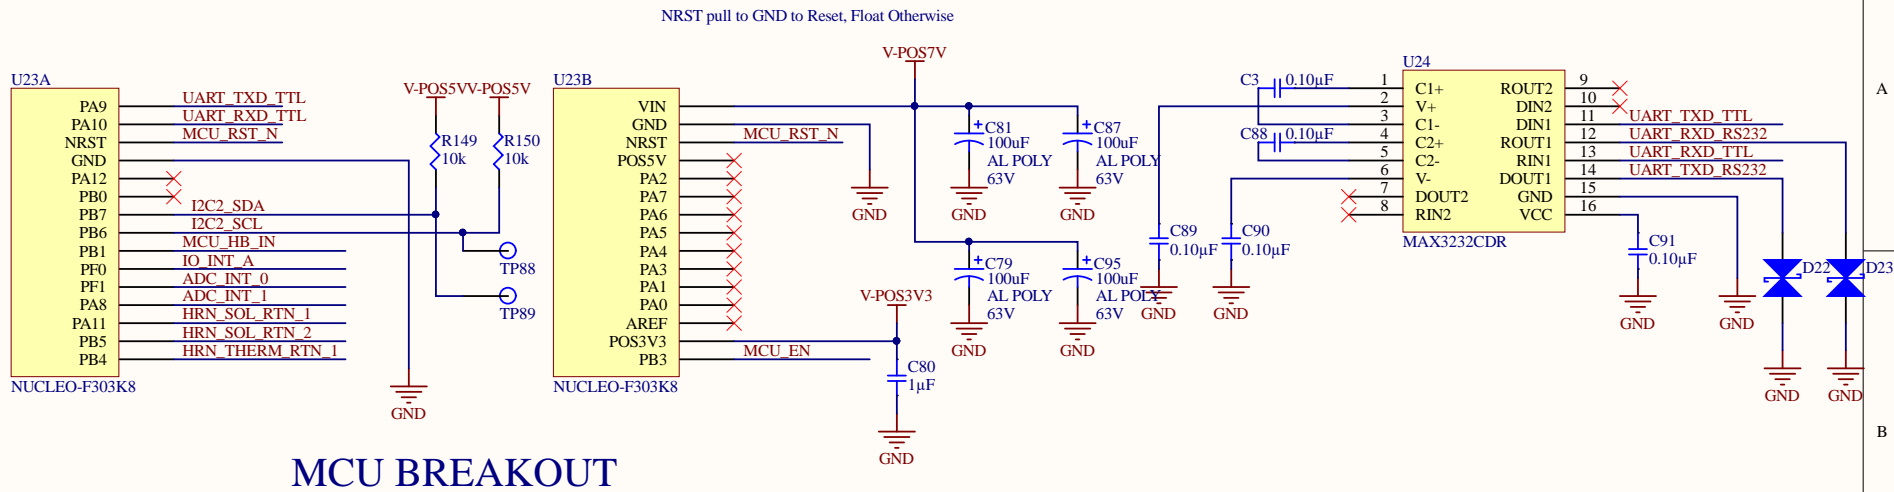 NRST pull to GND to Reset, Float Otherwise
U23A
PA9 UART_TXD_TTL
PA10 UART_RXD_TTL
NRST MCU_RST_N
GND
PA12
PB0
PB7 I2C2_SDA
PB6 I2C2_SCL
PB1 MCU_HB_IN
PF0 IO_INT_A
PF1 ADC_INT_0
PA8 ADC_INT_1
PA11 HRN_SOL_RTN_1
PB5 HRN_SOL_RTN_2
PB4 HRN_THERM_RTN_1
NUCLEO-F303K8
V-POS5V
V-POS5V
R149
10k
R150
10k
TP88
TP89
GND
U23B
VIN
GND
NRST MCU_RST_N
POS5V
PA2
PA7
PA6
PA5
PA4
PA3
PA1
PA0
AREF
POS3V3
PB3 MCU_EN
NUCLEO-F303K8
V-POS7V
GND
+ C81
100uF
AL POLY
63V
GND
+ C87
100uF
AL POLY
63V
GND
+ C79
100uF
AL POLY
63V
GND
+ C95
100uF
AL POLY
63V
GND
V-POS3V3
C80
1µF
GND
U24
C3 0.10µF
C88 0.10µF
1 C1+
2 V+
3 C1-
4 C2+
5 C2-
6 V-
7 DOUT2
8 RIN2
ROUT2 9
DIN2 10
DIN1 11 UART_TXD_TTL
ROUT1 12 UART_RXD_RS232
RIN1 13 UART_RXD_TTL
DOUT1 14 UART_TXD_RS232
GND 15
VCC 16
MAX3232CDR
C89
0.10µF
GND
C90
0.10µF
GND
C91
0.10µF
GND
GND
D22
GND
D23
GND
A
B
MCU BREAKOUT